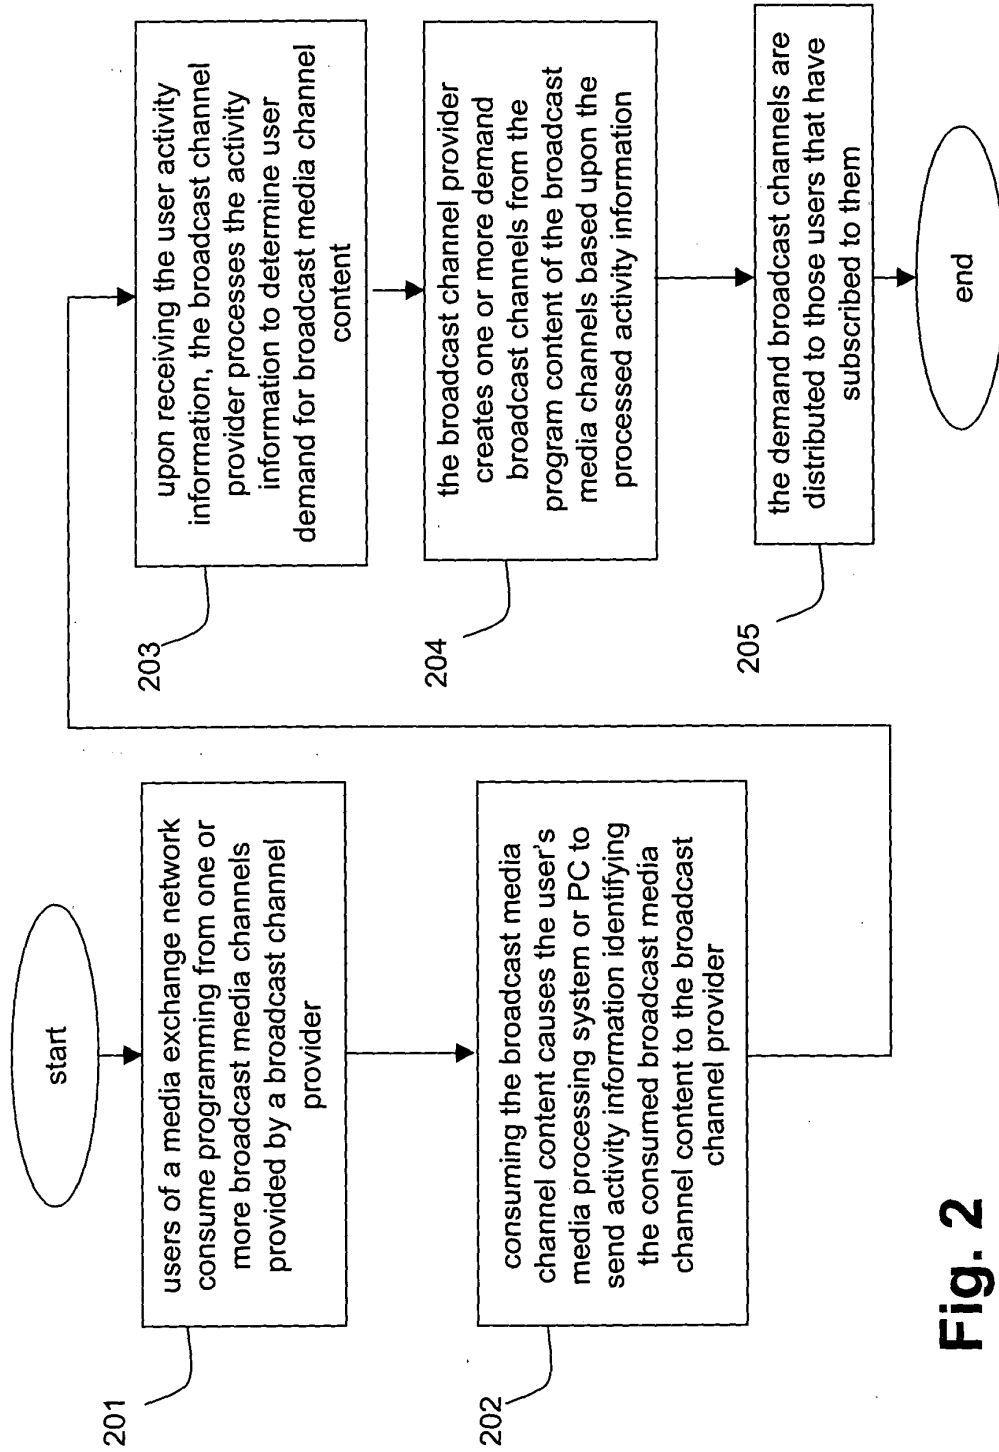 start
201
users of a media exchange network
consume programming from one or
more broadcast media channels
provided by a broadcast channel
provider
202
consuming the broadcast media
channel content causes the user's
media processing system or PC to
send activity information identifying
the consumed broadcast media
channel content to the broadcast
channel provider
203
upon receiving the user activity
information, the broadcast channel
provider processes the activity
information to determine user
demand for broadcast media channel
content
204
the broadcast channel provider
creates one or more demand
broadcast channels from the
program content of the broadcast
media channels based upon the
processed activity information
205
the demand broadcast channels are
distributed to those users that have
subscribed to them
end
Fig. 2